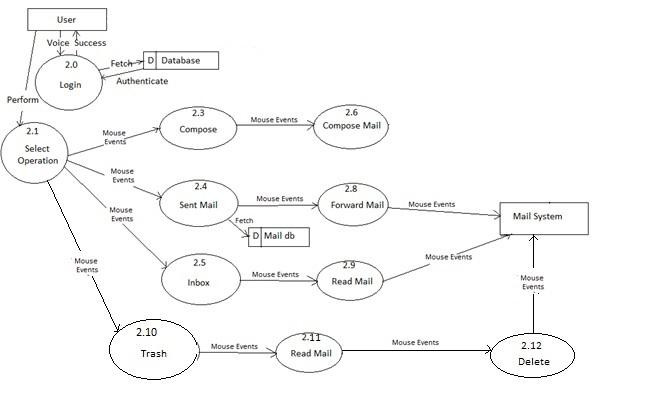 User
Voice Success
2.0
Login
Fetch
D Database
Authenticate
Perform
2.1
Select
Operation
Mouse
Events
2.3
Compose
Mouse Events
2.6
Compose Mail
Mouse
Events
2.4
Sent Mail
Mouse Events
2.8
Forward Mail
Mouse Events
Mail System
Fetch
D Mail db
Mouse
Events
2.5
Inbox
Mouse Events
2.9
Read Mail
Mouse Events
Mouse
Events
2.10
Trash
Mouse Events
2.11
Read Mail
Mouse Events
2.12
Delete
Mouse
Events